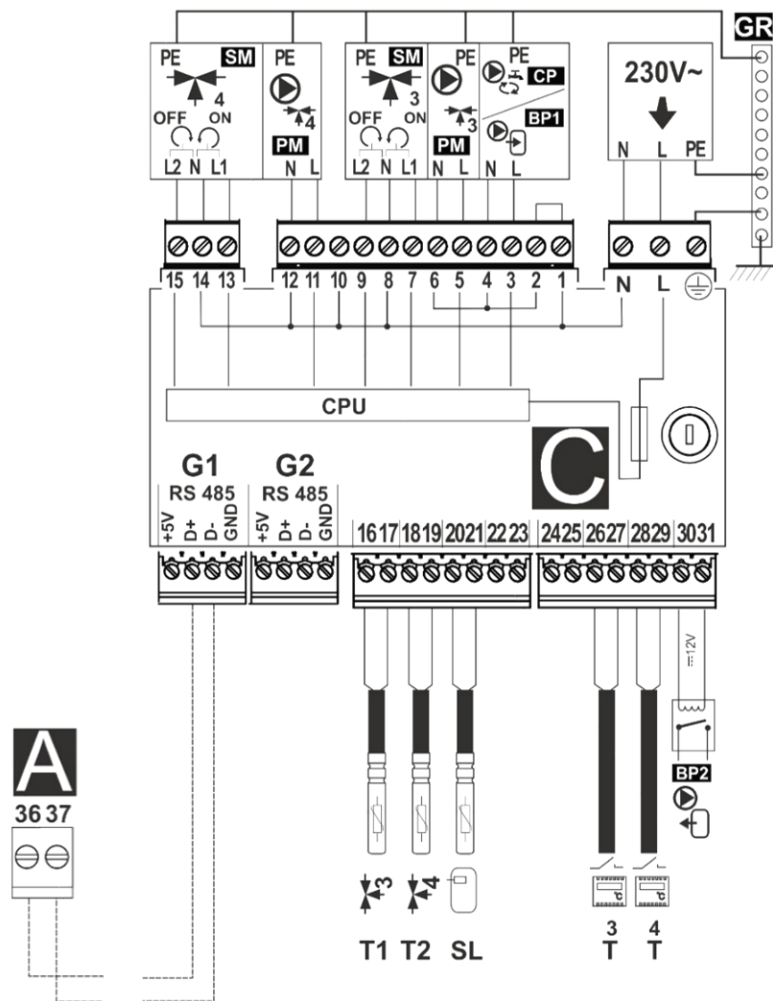 GR
PE SM PE PE SM PE PE
4 3 CP 230V~
OFF ON 4 OFF ON 3 BP1
PM PM
L2 N L1 N L L2 N L1 N L N L N L PE
15 14 13 12 11 10 9 8 7 6 5 4 3 2 1 N L
CPU
C
G1 G2
RS 485 RS 485
+5V D+ D- GND +5V D+ D- GND
16 17 18 19 20 21 22 23 24 25 26 27 28 29 30 31
12V
A
BP2
36 37
3 4
°C °C
3 4
T1 T2 SL T T